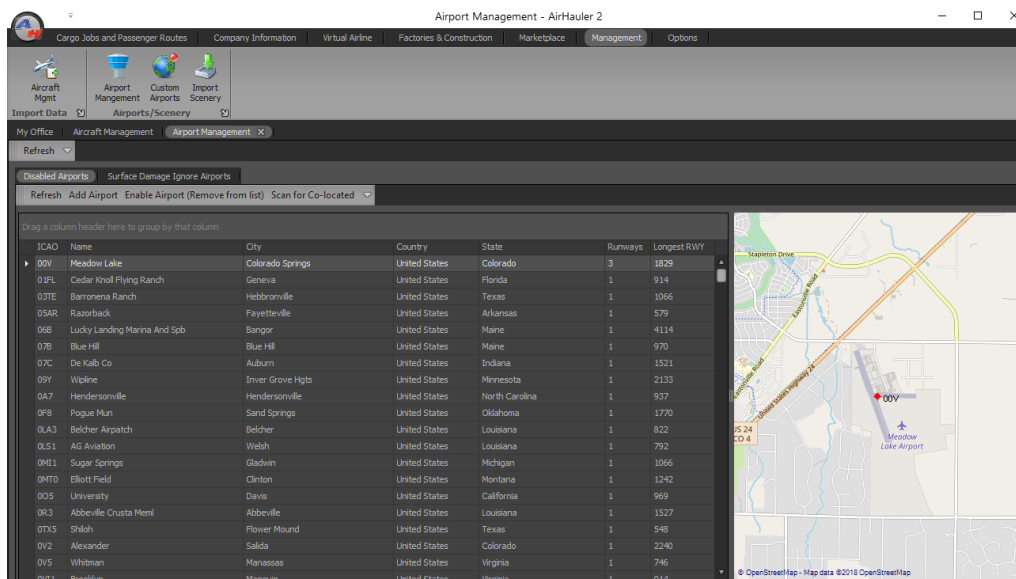 Airport Management - AirHauler 2
Cargo Jobs and Passenger Routes Company Information Virtual Airline Factories & Construction Marketplace Management Options
Aircraft Mgmt
Airport Mangement
Custom Airports
Import Scenery
Import Data Airports/Scenery
My Office Aircraft Management Airport Management X
Refresh
Disabled Airports Surface Damage Ignore Airports
Refresh Add Airport Enable Airport (Remove from list) Scan for Co-located
Drag a column header here to group by that column
ICAO Name City Country State Runways Longest RWY
00V Meadow Lake Colorado Springs United States Colorado 3 1829
01FL Cedar Knoll Flying Ranch Geneva United States Florida 1 914
03TE Barronena Ranch Hebbronville United States Texas 1 1066
05AR Razorback Fayetteville United States Arkansas 1 579
06B Lucky Landing Marina And Spb Bangor United States Maine 1 4114
07B Blue Hill Blue Hill United States Maine 1 970
07C De Kalb Co Auburn United States Indiana 1 1521
09Y Wipline Inver Grove Hgts United States Minnesota 1 2133
0A7 Hendersonville Hendersonville United States North Carolina 1 937
0F8 Pogue Mun Sand Springs United States Oklahoma 1 1770
0LA3 Belcher Airpatch Belcher United States Louisiana 1 822
0LS1 AG Aviation Welsh United States Louisiana 1 792
0MI1 Sugar Springs Gladwin United States Michigan 1 1066
0MT0 Elliott Field Clinton United States Montana 1 1242
0O5 University Davis United States California 1 969
0R3 Abbeville Crusta Meml Abbeville United States Louisiana 1 1527
0TX5 Shiloh Flower Mound United States Texas 1 548
0V2 Alexander Salida United States Colorado 1 2240
0V5 Whitman Manassas United States Virginia 1 746
Stapleton Drive
Eastonville Road
Eastonville Road
United States Highway 24
US 24
CO 4
00V
Meadow
Lake Airport
© OpenStreetMap - Map data ©2018 OpenStreetMap